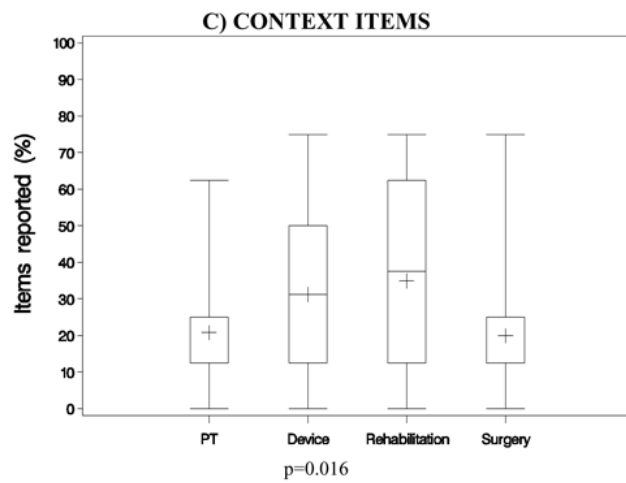 C) CONTEXT ITEMS
Items reported (%)
100
90
80
70
60
50
40
30
20
10
0
PT Device Rehabilitation Surgery
p=0.016